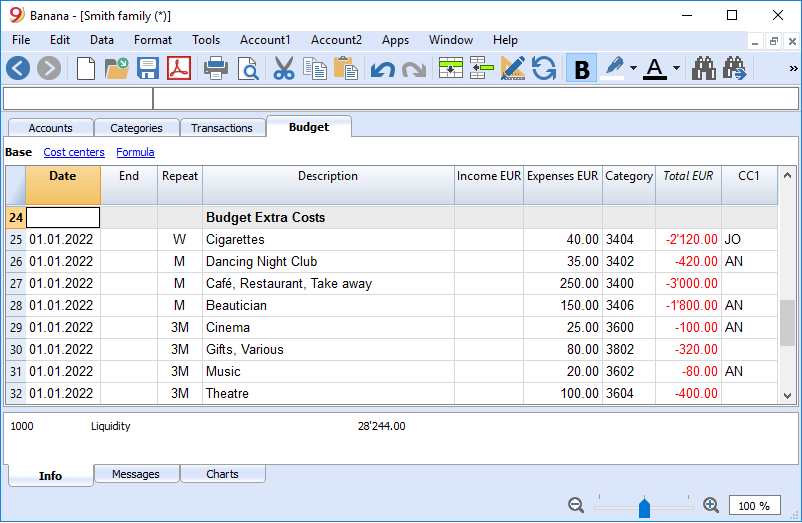 Banana - [Smith family (*)]
File Edit Data Format Tools Account1 Account2 Apps Window Help
B A »
Accounts Categories Transactions Budget
Base Cost centers Formula
Date End Repeat Description Income EUR Expenses EUR Category Total EUR CC1
24 Budget Extra Costs
25 01.01.2022 W Cigarettes 40.00 3404 -2'120.00 JO
26 01.01.2022 M Dancing Night Club 35.00 3402 -420.00 AN
27 01.01.2022 M Café, Restaurant, Take away 250.00 3400 -3'000.00
28 01.01.2022 M Beautician 150.00 3406 -1'800.00 AN
29 01.01.2022 3M Cinema 25.00 3600 -100.00 AN
30 01.01.2022 3M Gifts, Various 80.00 3802 -320.00
31 01.01.2022 3M Music 20.00 3602 -80.00 AN
32 01.01.2022 3M Theatre 100.00 3604 -400.00
1000 Liquidity 28'244.00
Info Messages Charts
100 %